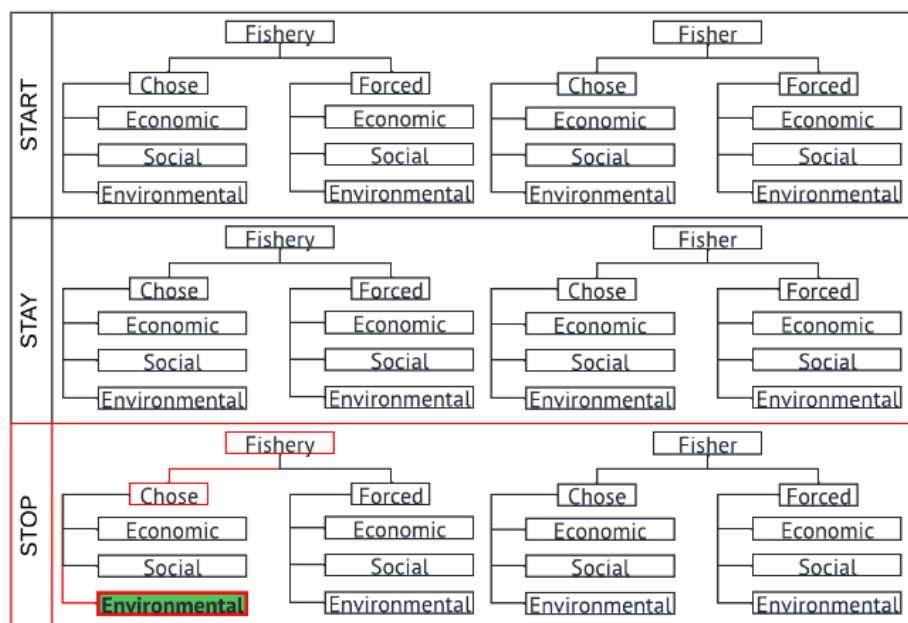 START
Fishery Fisher
Chose Forced Chose Forced
Economic Economic Economic Economic
Social Social Social Social
Environmental Environmental Environmental Environmental
STAY
Fishery Fisher
Chose Forced Chose Forced
Economic Economic Economic Economic
Social Social Social Social
Environmental Environmental Environmental Environmental
STOP
Fishery Fisher
Chose Forced Chose Forced
Economic Economic Economic Economic
Social Social Social Social
Environmental Environmental Environmental Environmental